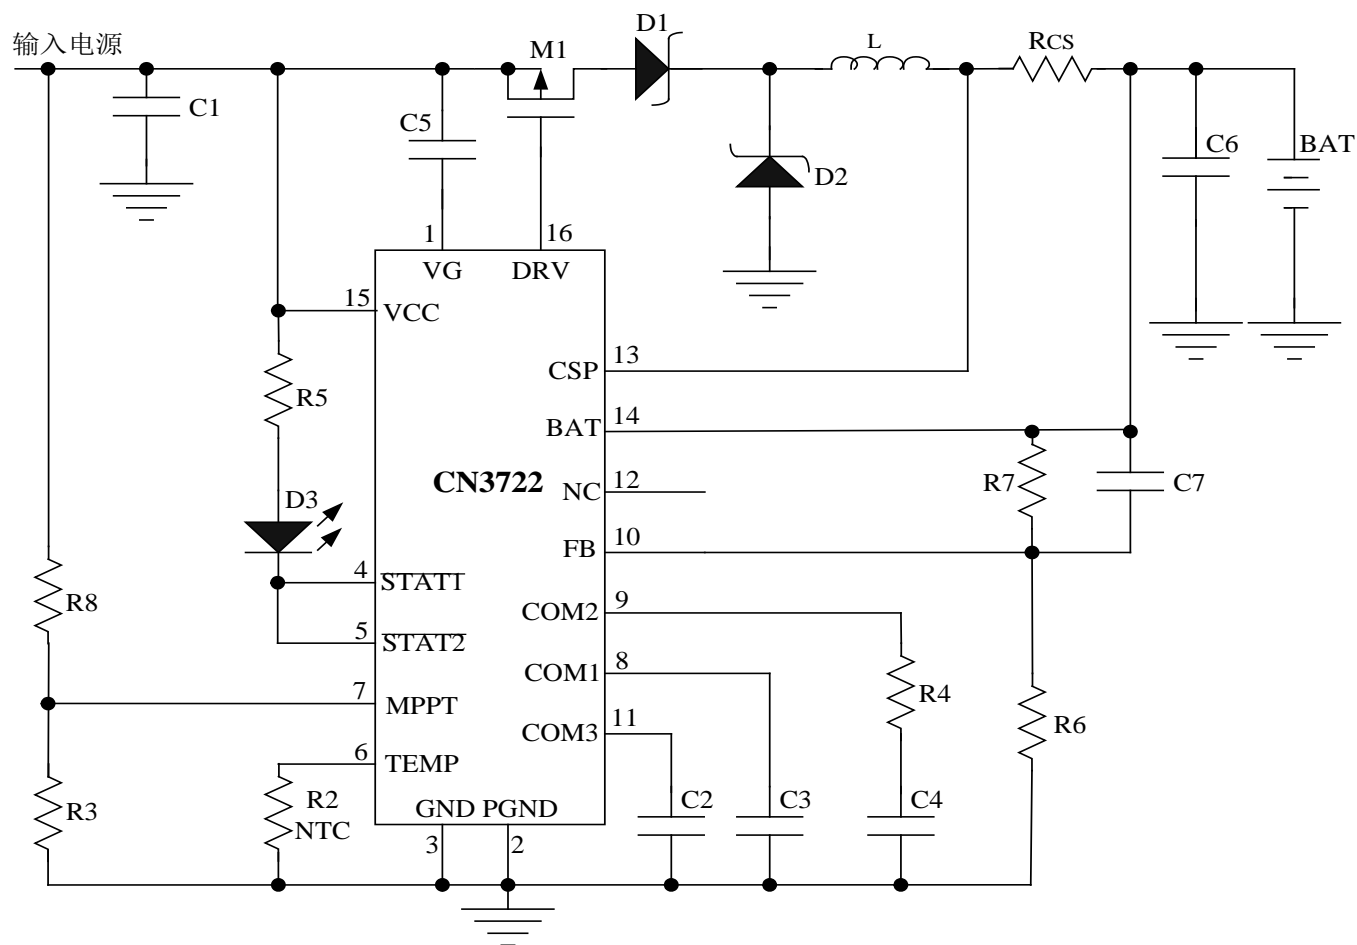 输入电源
D1
M1
L
RCS
C1
C5
C6
BAT
D2
1
16
VG
DRV
15
VCC
13
CSP
R5
14
BAT
CN3722
12
NC
R7
C7
D3
10
FB
4
STAT1
9
COM2
R8
5
STAT2
8
COM1
7
MPPT
R4
11
COM3
R6
6
TEMP
R3
R2
NTC
GND
PGND
C2
C3
C4
3
2